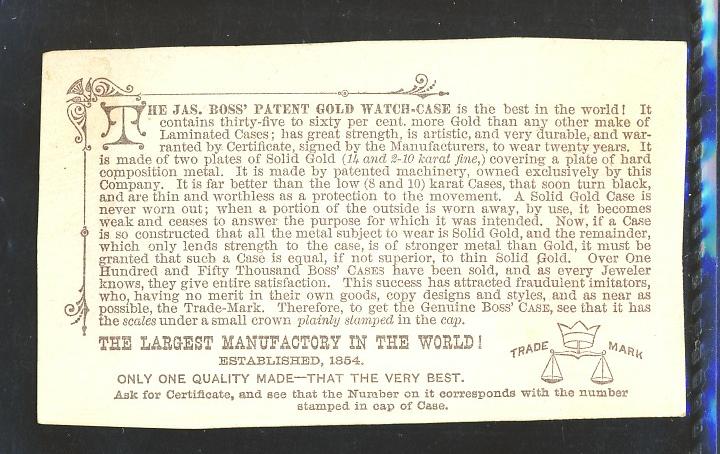 THE JAS. BOSS' PATENT GOLD WATCH-CASE is the best in the world! It
contains thirty-five to sixty per cent. more Gold than any other make of
Laminated Cases; has great strength, is artistic, and very durable, and war-
ranted by Certificate, signed by the Manufacturers, to wear twenty years. It
is made of two plates of Solid Gold (14 and 2-10 karat fine,) covering a plate of hard
composition metal. It is made by patented machinery, owned exclusively by this
Company. It is far better than the low (8 and 10) karat Cases, that soon turn black,
and are thin and worthless as a protection to the movement. A Solid Gold Case is
never worn out; when a portion of the outside is worn away, by use, it becomes
weak and ceases to answer the purpose for which it was intended. Now, if a Case
is so constructed that all the metal subject to wear is Solid Gold, and the remainder,
which only lends strength to the case, is of stronger metal than Gold, it must be
granted that such a Case is equal, if not superior, to thin Solid Gold. Over One
Hundred and Fifty Thousand BOSS' CASES have been sold, and as every Jeweler
knows, they give entire satisfaction. This success has attracted fraudulent imitators,
who, having no merit in their own goods, copy designs and styles, and as near as
possible, the Trade-Mark. Therefore, to get the Genuine BOSS' CASE, see that it has
the scales under a small crown plainly stamped in the cap.
THE LARGEST MANUFACTORY IN THE WORLD!
ESTABLISHED, 1854.
ONLY ONE QUALITY MADE—THAT THE VERY BEST.
TRADE MARK
Ask for Certificate, and see that the Number on it corresponds with the number
stamped in cap of Case.